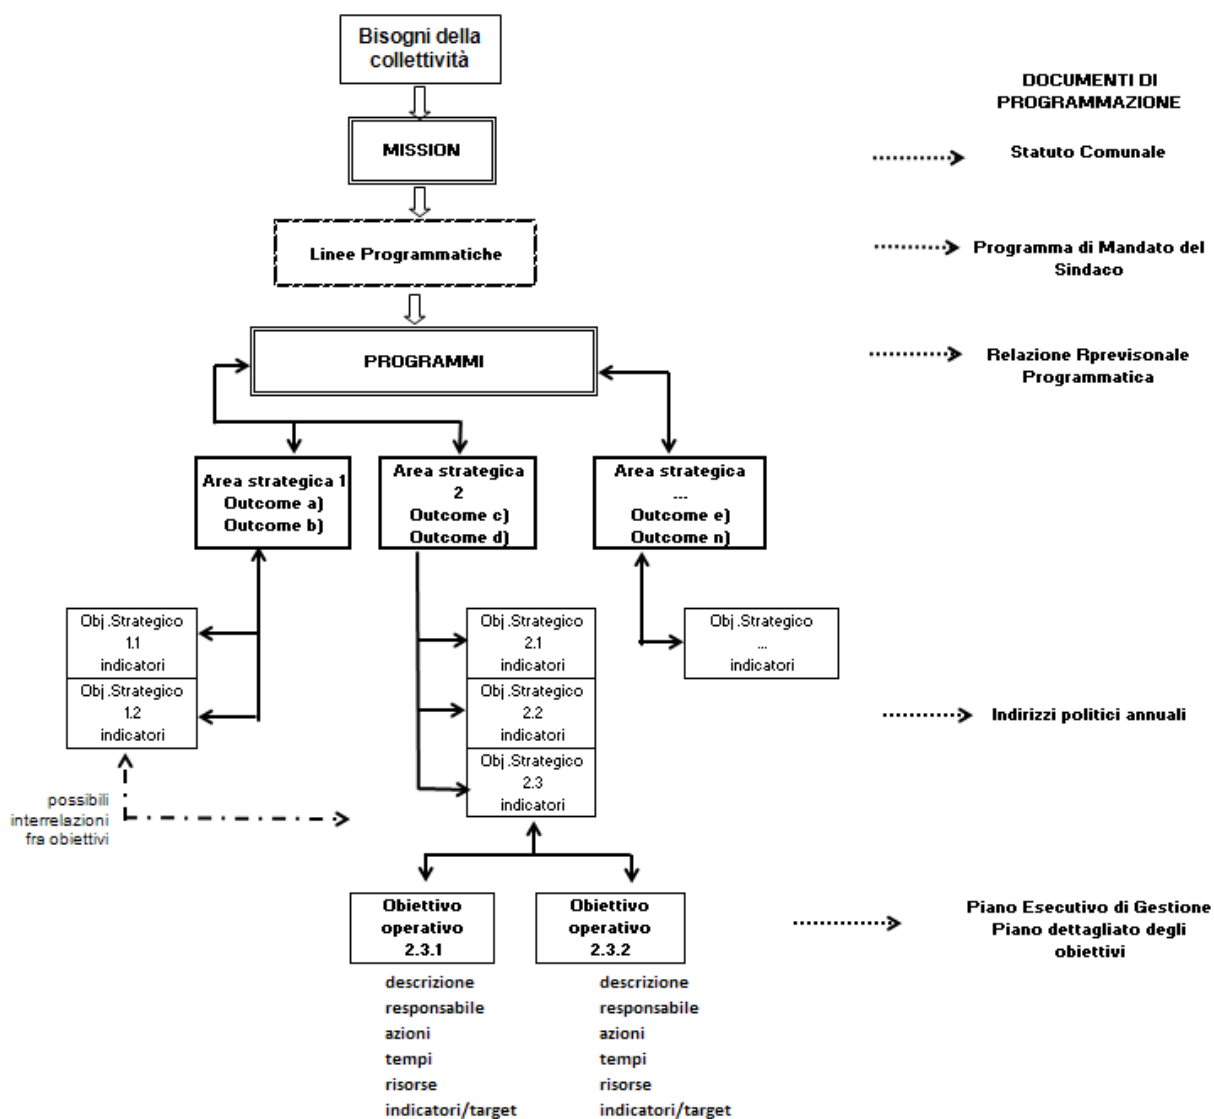 Bisogni della
collettività
DOCUMENTI DI
PROGRAMMAZIONE
MISSION
Statuto Comunale
Linee Programmatiche
Programma di Mandato del
Sindaco
PROGRAMMI
Relazione Rprevisonale
Programmatica
Area strategica 1
Outcome a)
Outcome b)
Area strategica
2
Outcome c)
Outcome d)
Area strategica
...
Outcome e)
Outcome n)
Obj.Strategico
1.1
indicatori
Obj.Strategico
1.2
indicatori
Obj.Strategico
2.1
indicatori
Obj.Strategico
2.2
indicatori
Obj.Strategico
2.3
indicatori
Obj.Strategico
...
indicatori
Indirizzi politici annuali
possibili
interrelazioni
fra obiettivi
Obiettivo
operativo
2.3.1
Obiettivo
operativo
2.3.2
Piano Esecutivo di Gestione
Piano dettagliato degli
obiettivi
descrizione
responsabile
azioni
tempi
risorse
indicatori/target
descrizione
responsabile
azioni
tempi
risorse
indicatori/target